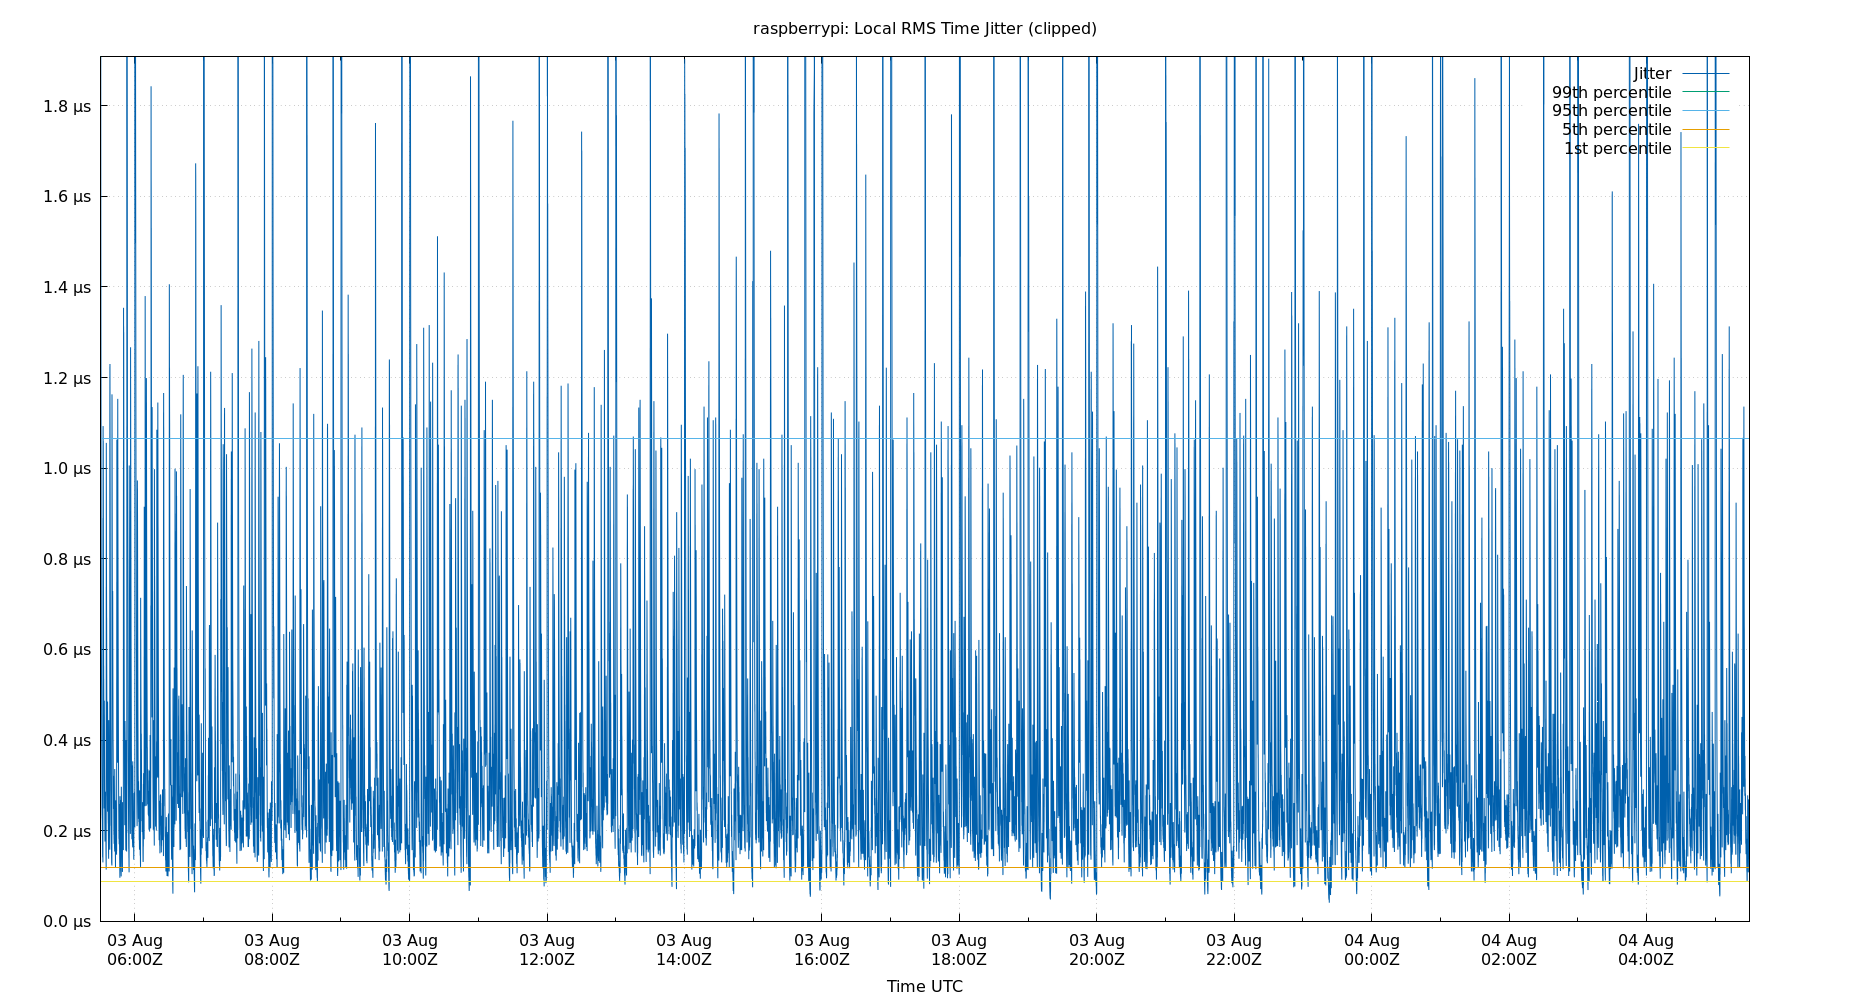 raspberrypi: Local RMS Time Jitter (clipped)
Jitter
99th percentile
95th percentile
5th percentile
1st percentile
1.8 µs
1.6 µs
1.4 µs
1.2 µs
1.0 µs
0.8 µs
0.6 µs
0.4 µs
0.2 µs
0.0 µs
03 Aug 03 Aug 03 Aug 03 Aug 03 Aug 03 Aug 03 Aug 03 Aug 03 Aug 04 Aug 04 Aug 04 Aug
06:00Z 08:00Z 10:00Z 12:00Z 14:00Z 16:00Z 18:00Z 20:00Z 22:00Z 00:00Z 02:00Z 04:00Z
Time UTC